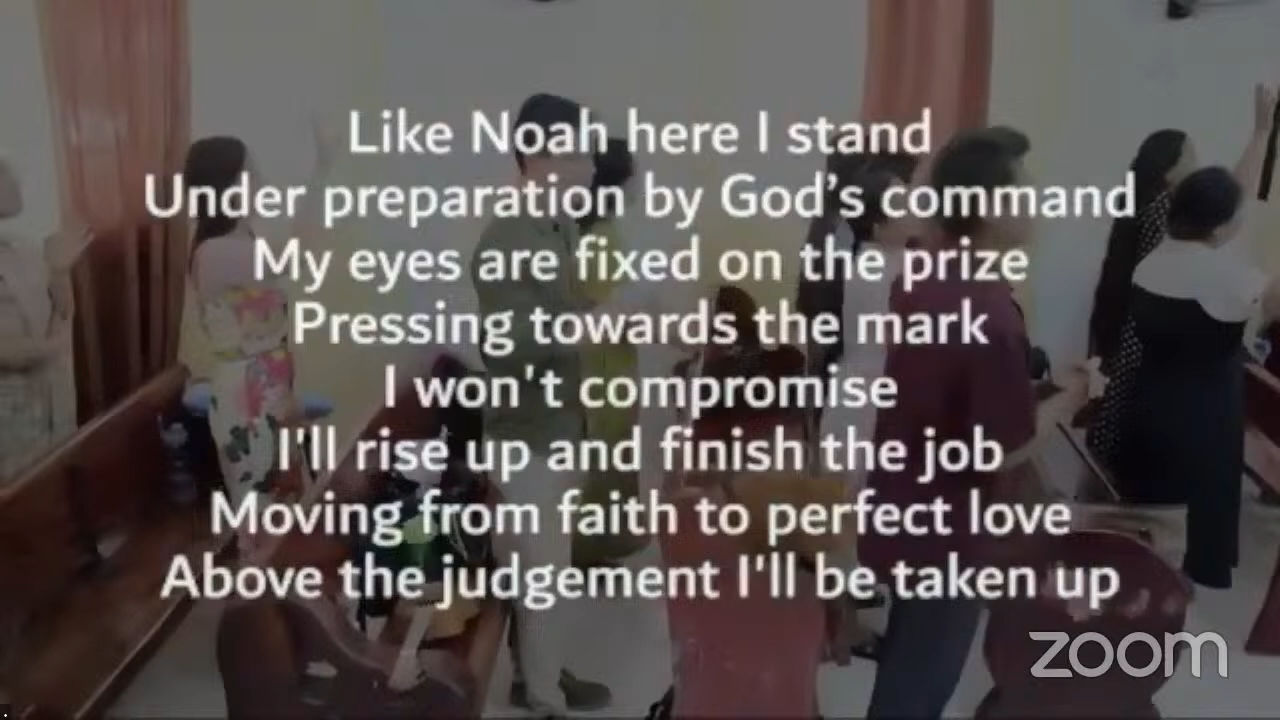 Like Noah here I stand
Under preparation by God’s command
My eyes are fixed on the prize
Pressing towards the mark
I won't compromise
I'll rise up and finish the job
Moving from faith to perfect love
Above the judgement I'll be taken up
zoom